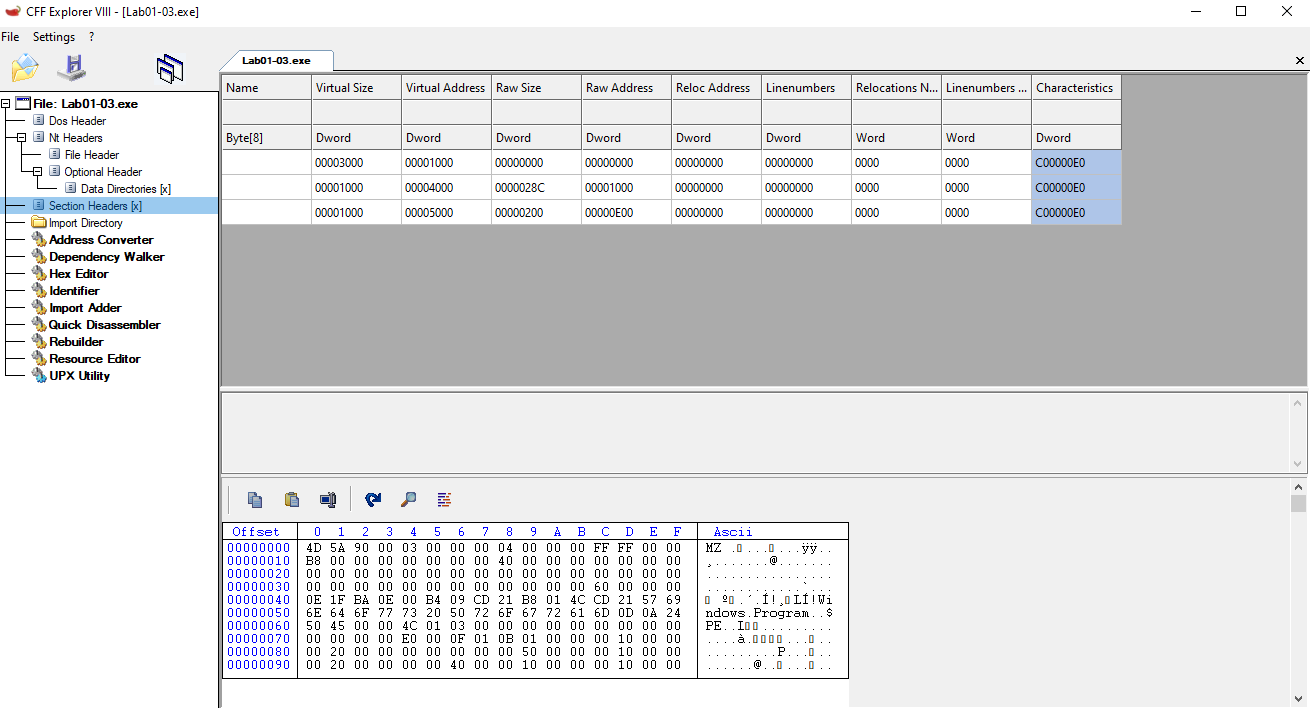 CFF Explorer VIII - [Lab01-03.exe]
File Settings ?
Lab01-03.exe
File: Lab01-03.exe
Dos Header
Nt Headers
File Header
Optional Header
Data Directories [x]
Section Headers [x]
Import Directory
Address Converter
Dependency Walker
Hex Editor
Identifier
Import Adder
Quick Disassembler
Rebuilder
Resource Editor
UPX Utility
Name Virtual Size Virtual Address Raw Size Raw Address Reloc Address Linenumbers Relocations N... Linenumbers ... Characteristics
Byte[8] Dword Dword Dword Dword Dword Dword Word Word Dword
00003000 00001000 00000000 00000000 00000000 00000000 0000 0000 C00000E0
00001000 00004000 0000028C 00001000 00000000 00000000 0000 0000 C00000E0
00001000 00005000 00000200 00000E00 00000000 00000000 0000 0000 C00000E0
Offset 0 1 2 3 4 5 6 7 8 9 A B C D E F Ascii
00000000 4D 5A 90 00 03 00 00 00 04 00 00 00 FF FF 00 00 MZ .▯...▯...ÿÿ..
00000010 B8 00 00 00 00 00 00 00 40 00 00 00 00 00 00 00 ¸.......@.......
00000020 00 00 00 00 00 00 00 00 00 00 00 00 00 00 00 00 ................
00000030 00 00 00 00 00 00 00 00 00 00 00 00 60 00 00 00 ............`...
00000040 0E 1F BA 0E 00 B4 09 CD 21 B8 01 4C CD 21 57 69 ▯ º▯.´.Í!¸▯LÍ!Wi
00000050 6E 64 6F 77 73 20 50 72 6F 67 72 61 6D 0D 0A 24 ndows.Program..$
00000060 50 45 00 00 4C 01 03 00 00 00 00 00 00 00 00 00 PE..L▯▯.........
00000070 00 00 00 00 E0 00 0F 01 0B 01 00 00 00 10 00 00 ....à.▯▯▯▯...▯..
00000080 00 20 00 00 00 00 00 00 00 50 00 00 00 10 00 00 .........P...▯..
00000090 00 20 00 00 00 00 40 00 00 10 00 00 00 10 00 00 ......@..▯...▯..